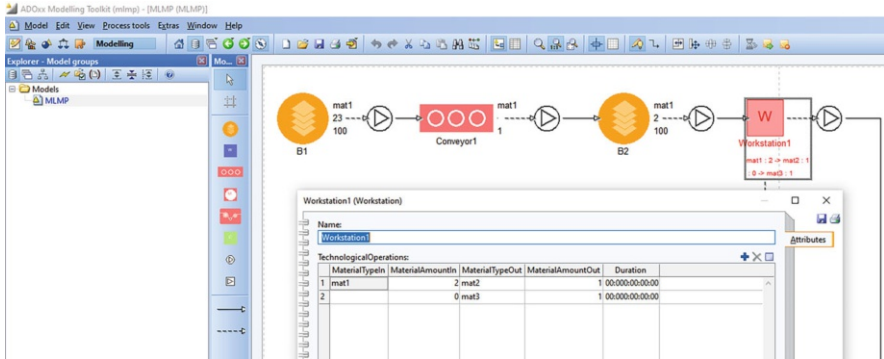 ADOxx Modelling Toolkit (mlmp) - [MLMP (MLMP)]
Model Edit View Process tools Extras Window Help
Modelling
Explorer - Model groups
Mo...
Models
MLMP
mat1
23
100
B1
mat1
1
Conveyor1
mat1
2
100
B2
W
Workstation1
mat1 : 2 -> mat2 : 1
: 0 -> mat3 : 1
Workstation1 (Workstation)
Name:
Workstation1
Attributes
TechnologicalOperations:
MaterialTypeIn MaterialAmountIn MaterialTypeOut MaterialAmountOut Duration
1 mat1 2 mat2 1 00:000:00:00:00
2 0 mat3 1 00:000:00:00:00